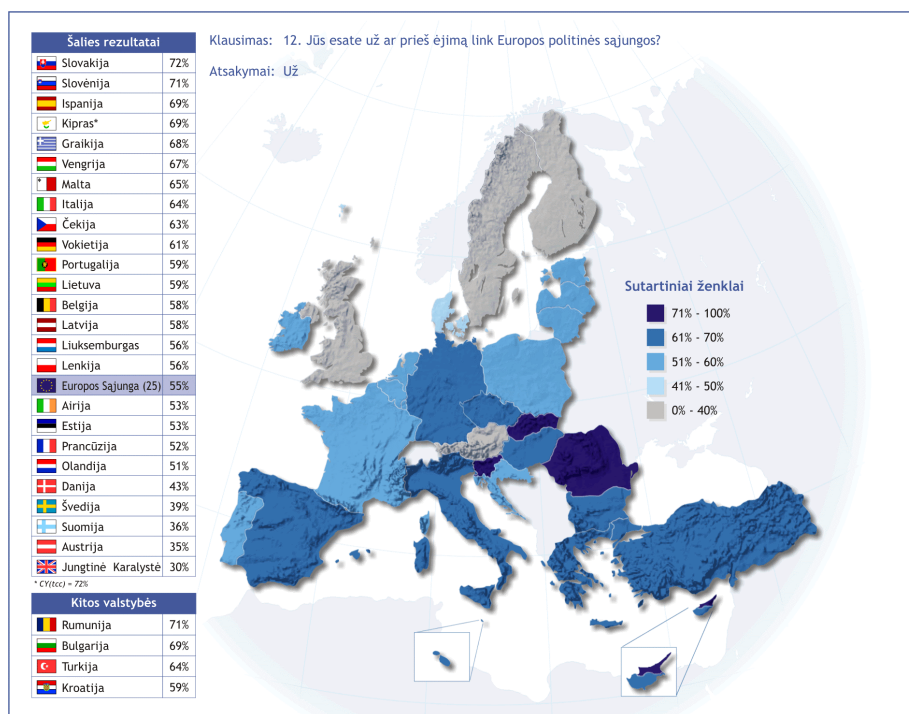 Klausimas: 12. Jūs esate už ar prieš ėjimą link Europos politinės sąjungos?
Atsakymai: Už
Šalies rezultatai
Slovakija 72%
Slovėnija 71%
Ispanija 69%
Kipras* 69%
Graikija 68%
Vengrija 67%
Malta 65%
Italija 64%
Čekija 63%
Vokietija 61%
Portugalija 59%
Lietuva 59%
Belgija 58%
Latvija 58%
Liuksemburgas 56%
Lenkija 56%
Europos Sąjunga (25) 55%
Airija 53%
Estija 53%
Prancūzija 52%
Olandija 51%
Danija 43%
Švedija 39%
Suomija 36%
Austrija 35%
Jungtinė Karalystė 30%
* CY(tcc) = 72%
Kitos valstybės
Rumunija 71%
Bulgarija 69%
Turkija 64%
Kroatija 59%
Sutartiniai ženklai
71% - 100%
61% - 70%
51% - 60%
41% - 50%
0% - 40%